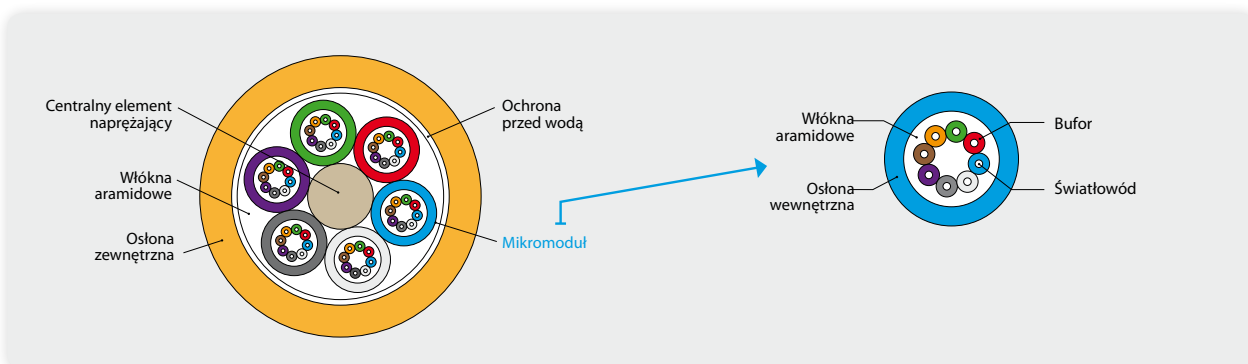 Centralny element
naprężający
Włókna
aramidowe
Osłona
zewnętrzna
Ochrona
przed wodą
Mikromoduł
Włókna
aramidowe
Osłona
wewnętrzna
Bufor
Światłowód